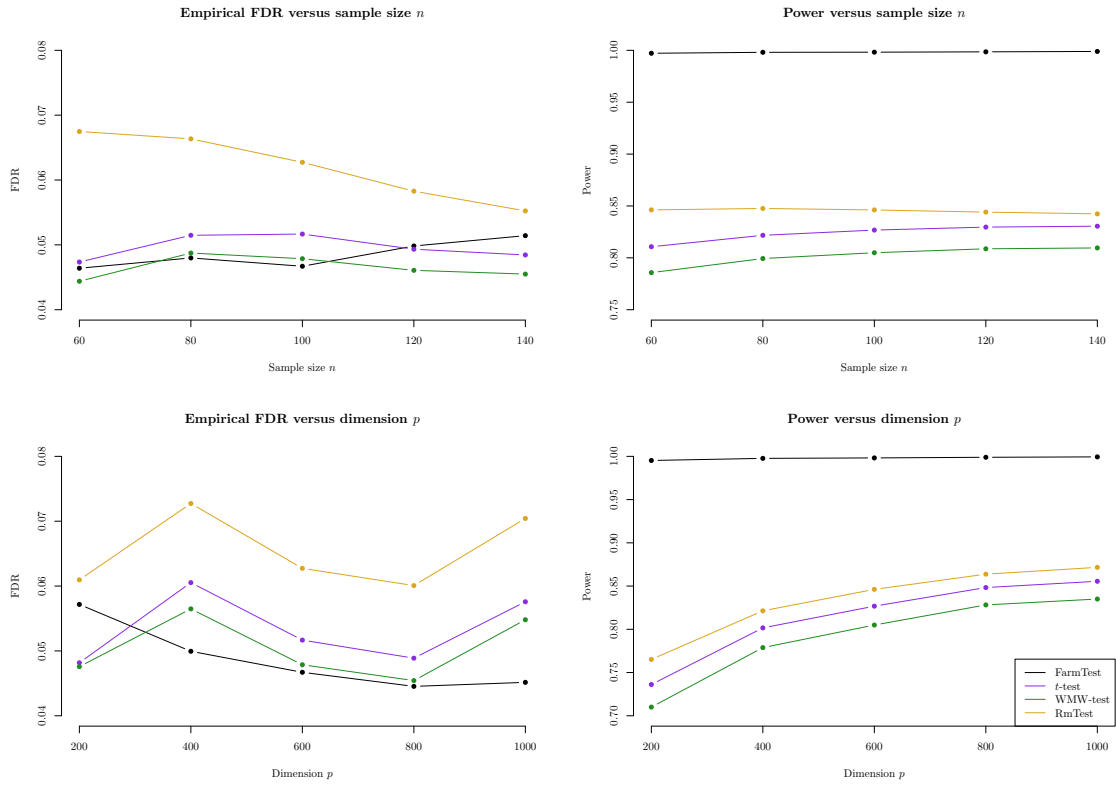 Empirical FDR versus sample size n
FDR
0.08
0.07
0.06
0.05
0.04
60 80 100 120 140
Sample size n
Power versus sample size n
Power
1.00
0.95
0.90
0.85
0.80
0.75
60 80 100 120 140
Sample size n
Empirical FDR versus dimension p
FDR
0.08
0.07
0.06
0.05
0.04
200 400 600 800 1000
Dimension p
Power versus dimension p
Power
1.00
0.95
0.90
0.85
0.80
0.75
0.70
200 400 600 800 1000
Dimension p
FarmTest
t-test
WMW-test
RmTest